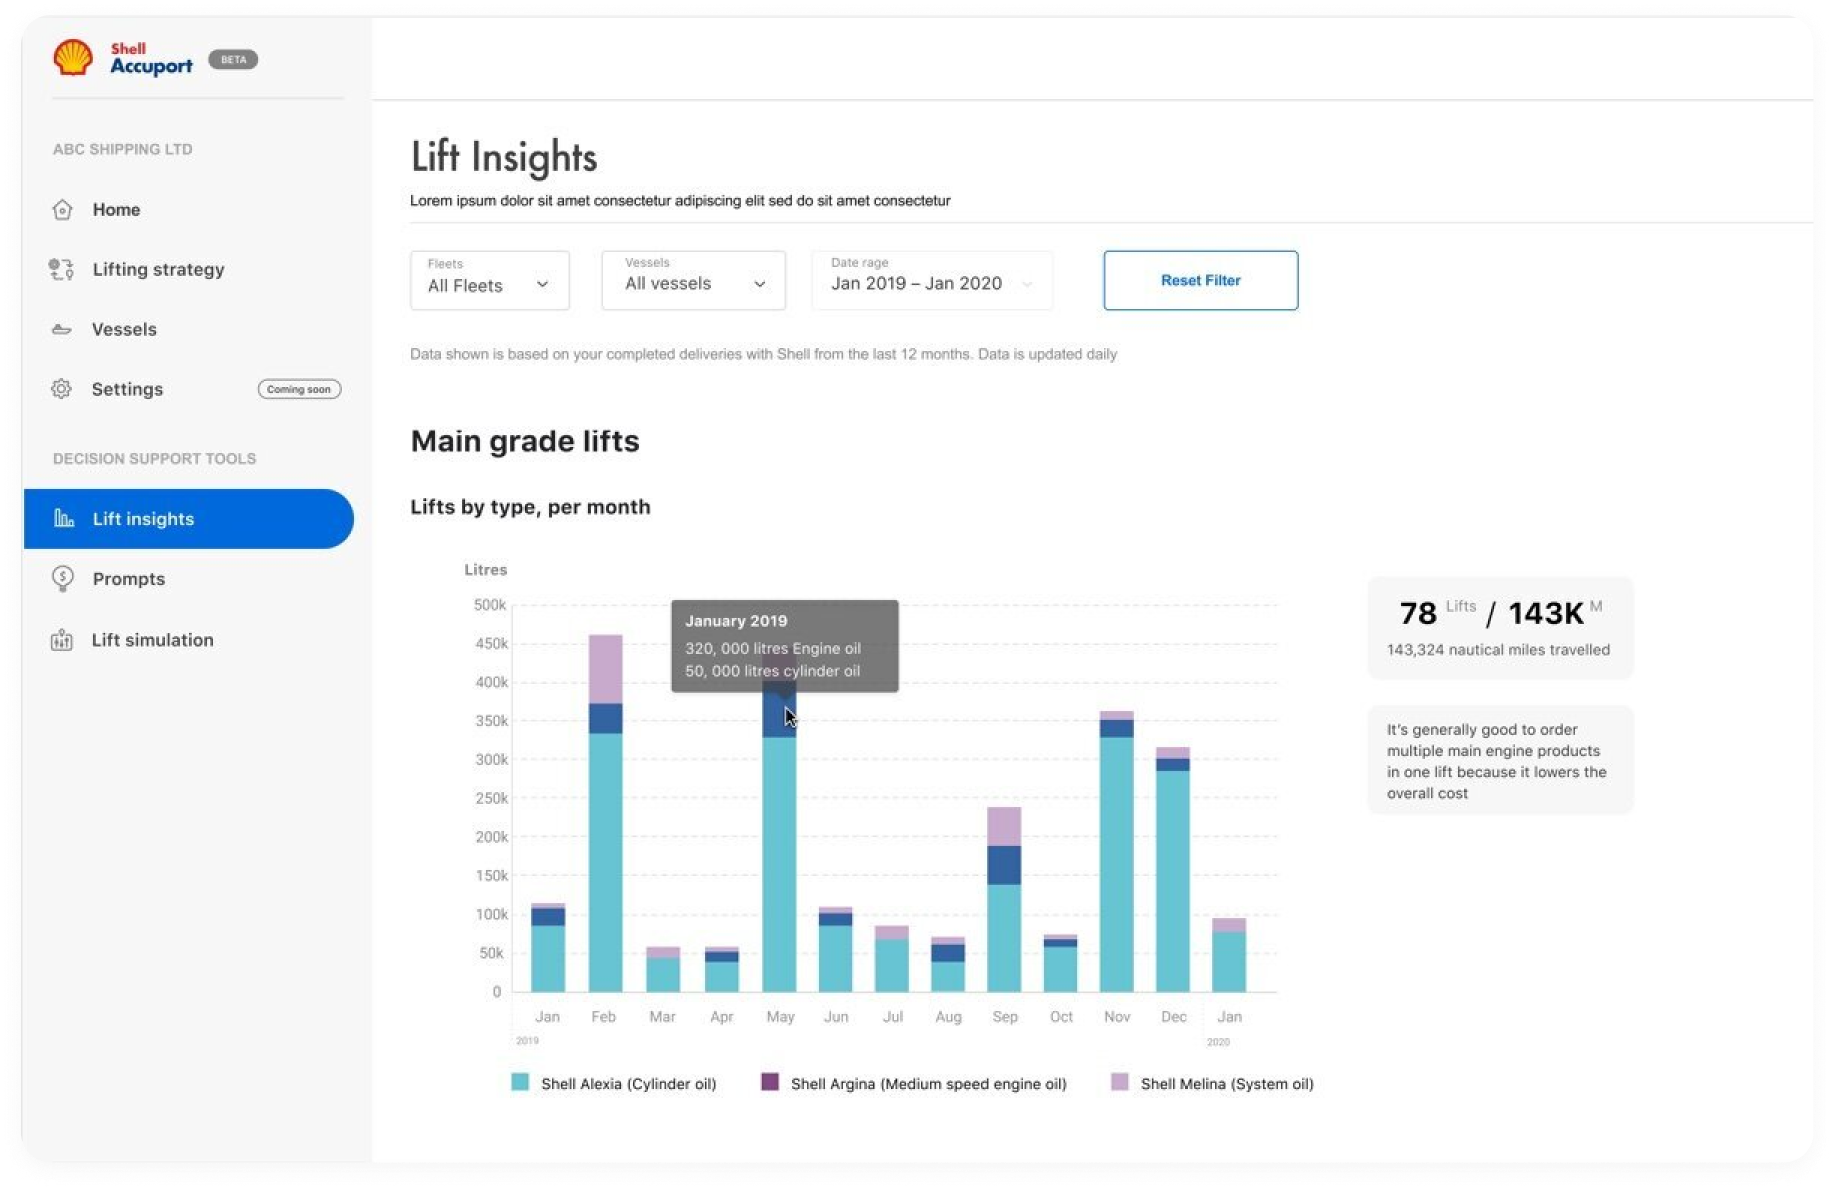 Shell
Accuport
BETA
ABC SHIPPING LTD
Home
Lifting strategy
Vessels
Settings
Coming soon
DECISION SUPPORT TOOLS
Lift insights
Prompts
Lift simulation
Lift Insights
Lorem ipsum dolor sit amet consectetur adipiscing elit sed do sit amet consectetur
Fleets
All Fleets
Vessels
All vessels
Date rage
Jan 2019 – Jan 2020
Reset Filter
Data shown is based on your completed deliveries with Shell from the last 12 months. Data is updated daily
Main grade lifts
Lifts by type, per month
Litres
500k
450k
400k
350k
300k
250k
200k
150k
100k
50k
0
January 2019
320, 000 litres Engine oil
50, 000 litres cylinder oil
Jan Feb Mar Apr May Jun Jul Aug Sep Oct Nov Dec Jan
2019 2020
Shell Alexia (Cylinder oil) Shell Argina (Medium speed engine oil) Shell Melina (System oil)
78 Lifts / 143K M
143,324 nautical miles travelled
It's generally good to order
multiple main engine products
in one lift because it lowers the
overall cost